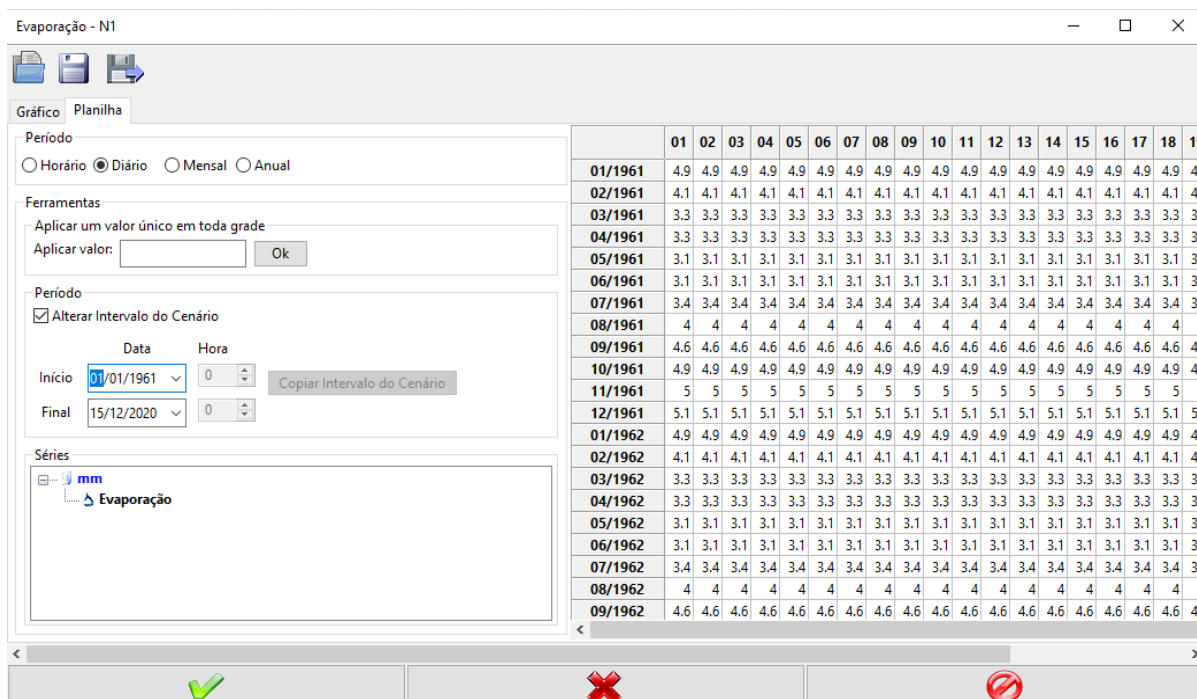 Evaporação - N1
Gráfico Planilha
Período
Horário Diário Mensal Anual
Ferramentas
Aplicar um valor único em toda grade
Aplicar valor: Ok
Período
Alterar Intervalo do Cenário
Data Hora
Início 01/01/1961 0 Copiar Intervalo do Cenário
Final 15/12/2020 0
Séries
mm
Evaporação
01 02 03 04 05 06 07 08 09 10 11 12 13 14 15 16 17 18
01/1961 4.9 4.9 4.9 4.9 4.9 4.9 4.9 4.9 4.9 4.9 4.9 4.9 4.9 4.9 4.9 4.9 4.9 4.9
02/1961 4.1 4.1 4.1 4.1 4.1 4.1 4.1 4.1 4.1 4.1 4.1 4.1 4.1 4.1 4.1 4.1 4.1 4.1
03/1961 3.3 3.3 3.3 3.3 3.3 3.3 3.3 3.3 3.3 3.3 3.3 3.3 3.3 3.3 3.3 3.3 3.3 3.3
04/1961 3.3 3.3 3.3 3.3 3.3 3.3 3.3 3.3 3.3 3.3 3.3 3.3 3.3 3.3 3.3 3.3 3.3 3.3
05/1961 3.1 3.1 3.1 3.1 3.1 3.1 3.1 3.1 3.1 3.1 3.1 3.1 3.1 3.1 3.1 3.1 3.1 3.1
06/1961 3.1 3.1 3.1 3.1 3.1 3.1 3.1 3.1 3.1 3.1 3.1 3.1 3.1 3.1 3.1 3.1 3.1 3.1
07/1961 3.4 3.4 3.4 3.4 3.4 3.4 3.4 3.4 3.4 3.4 3.4 3.4 3.4 3.4 3.4 3.4 3.4 3.4
08/1961 4 4 4 4 4 4 4 4 4 4 4 4 4 4 4 4 4 4
09/1961 4.6 4.6 4.6 4.6 4.6 4.6 4.6 4.6 4.6 4.6 4.6 4.6 4.6 4.6 4.6 4.6 4.6 4.6
10/1961 4.9 4.9 4.9 4.9 4.9 4.9 4.9 4.9 4.9 4.9 4.9 4.9 4.9 4.9 4.9 4.9 4.9 4.9
11/1961 5 5 5 5 5 5 5 5 5 5 5 5 5 5 5 5 5 5
12/1961 5.1 5.1 5.1 5.1 5.1 5.1 5.1 5.1 5.1 5.1 5.1 5.1 5.1 5.1 5.1 5.1 5.1 5.1
01/1962 4.9 4.9 4.9 4.9 4.9 4.9 4.9 4.9 4.9 4.9 4.9 4.9 4.9 4.9 4.9 4.9 4.9 4.9
02/1962 4.1 4.1 4.1 4.1 4.1 4.1 4.1 4.1 4.1 4.1 4.1 4.1 4.1 4.1 4.1 4.1 4.1 4.1
03/1962 3.3 3.3 3.3 3.3 3.3 3.3 3.3 3.3 3.3 3.3 3.3 3.3 3.3 3.3 3.3 3.3 3.3 3.3
04/1962 3.3 3.3 3.3 3.3 3.3 3.3 3.3 3.3 3.3 3.3 3.3 3.3 3.3 3.3 3.3 3.3 3.3 3.3
05/1962 3.1 3.1 3.1 3.1 3.1 3.1 3.1 3.1 3.1 3.1 3.1 3.1 3.1 3.1 3.1 3.1 3.1 3.1
06/1962 3.1 3.1 3.1 3.1 3.1 3.1 3.1 3.1 3.1 3.1 3.1 3.1 3.1 3.1 3.1 3.1 3.1 3.1
07/1962 3.4 3.4 3.4 3.4 3.4 3.4 3.4 3.4 3.4 3.4 3.4 3.4 3.4 3.4 3.4 3.4 3.4 3.4
08/1962 4 4 4 4 4 4 4 4 4 4 4 4 4 4 4 4 4 4
09/1962 4.6 4.6 4.6 4.6 4.6 4.6 4.6 4.6 4.6 4.6 4.6 4.6 4.6 4.6 4.6 4.6 4.6 4.6